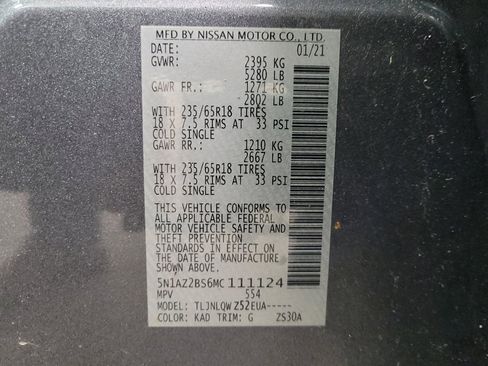 MFD BY NISSAN MOTOR CO., LTD.
DATE: 01/21
GVWR: 2395 KG
5280 LB
GAWR FR.: 1271 KG
2802 LB
WITH 235/65R18 TIRES
18 X 7.5 RIMS AT 33 PSI
COLD SINGLE
GAWR RR.: 1210 KG
2667 LB
WITH 235/65R18 TIRES
18 X 7.5 RIMS AT 33 PSI
COLD SINGLE
THIS VEHICLE CONFORMS TO
ALL APPLICABLE FEDERAL
MOTOR VEHICLE SAFETY AND
THEFT PREVENTION
STANDARDS IN EFFECT ON
THE DATE OF MANUFACTURE
SHOWN ABOVE.
5N1AZ2BS6MC 111124
MPV 554
MODEL: TLJNLQW Z52EUA-----
COLOR: KAD TRIM: G ZS30A